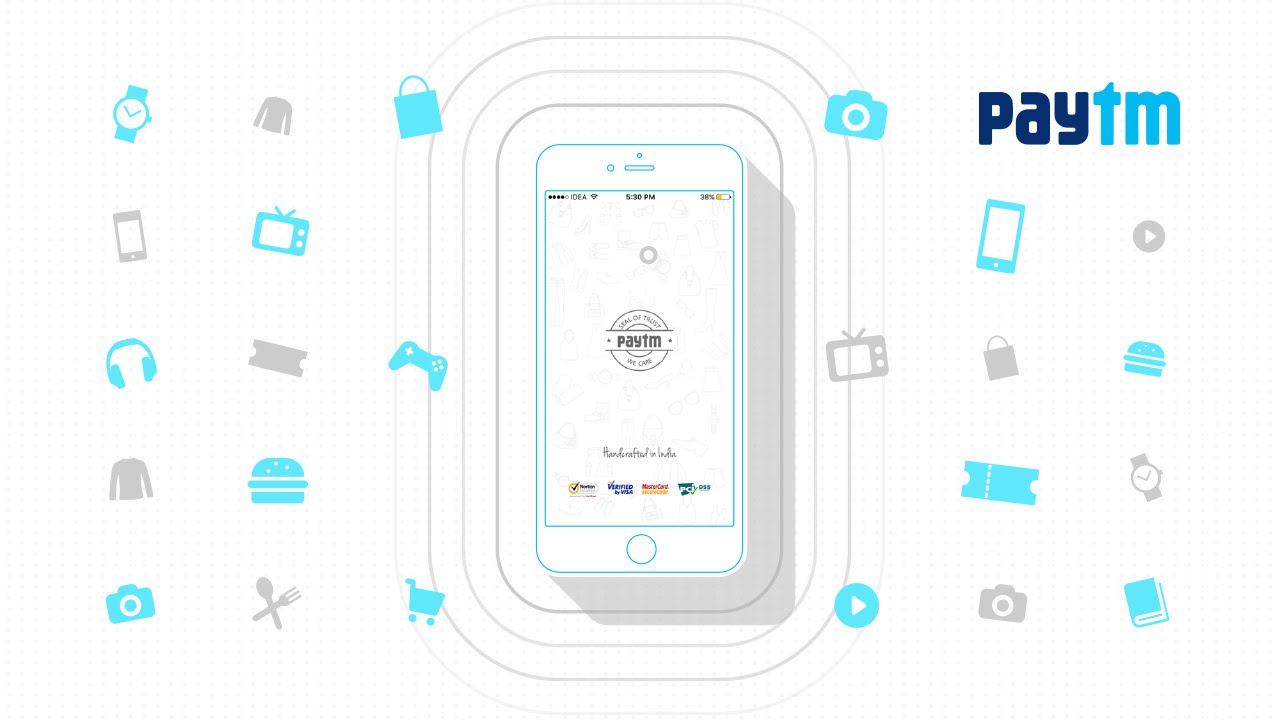 paytm
IDEA 5:30 PM 38%
SEAL OF TRUST
paytm
WE CARE
Handcrafted in India
Norton
VERIFIED
by VISA
MasterCard.
SecureCode.
PCI DSS